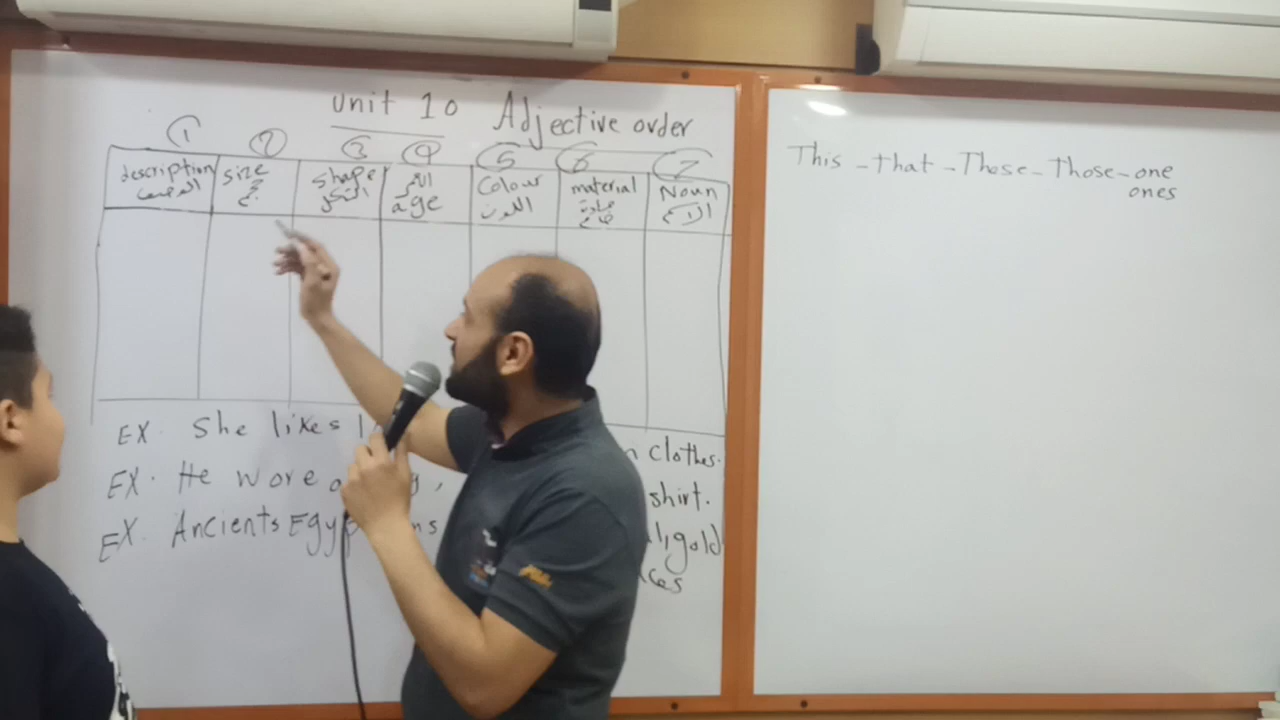 Unit 10 Adjective order
① ② ③ ④ ⑤ ⑥ ⑦
description size shape العمر Colour material Noun
الوصف حجم الشكل age اللون مادة
EX. She likes clothes.
EX. He wore shirt.
EX. Ancients gold
This - that - These - Those - one
ones